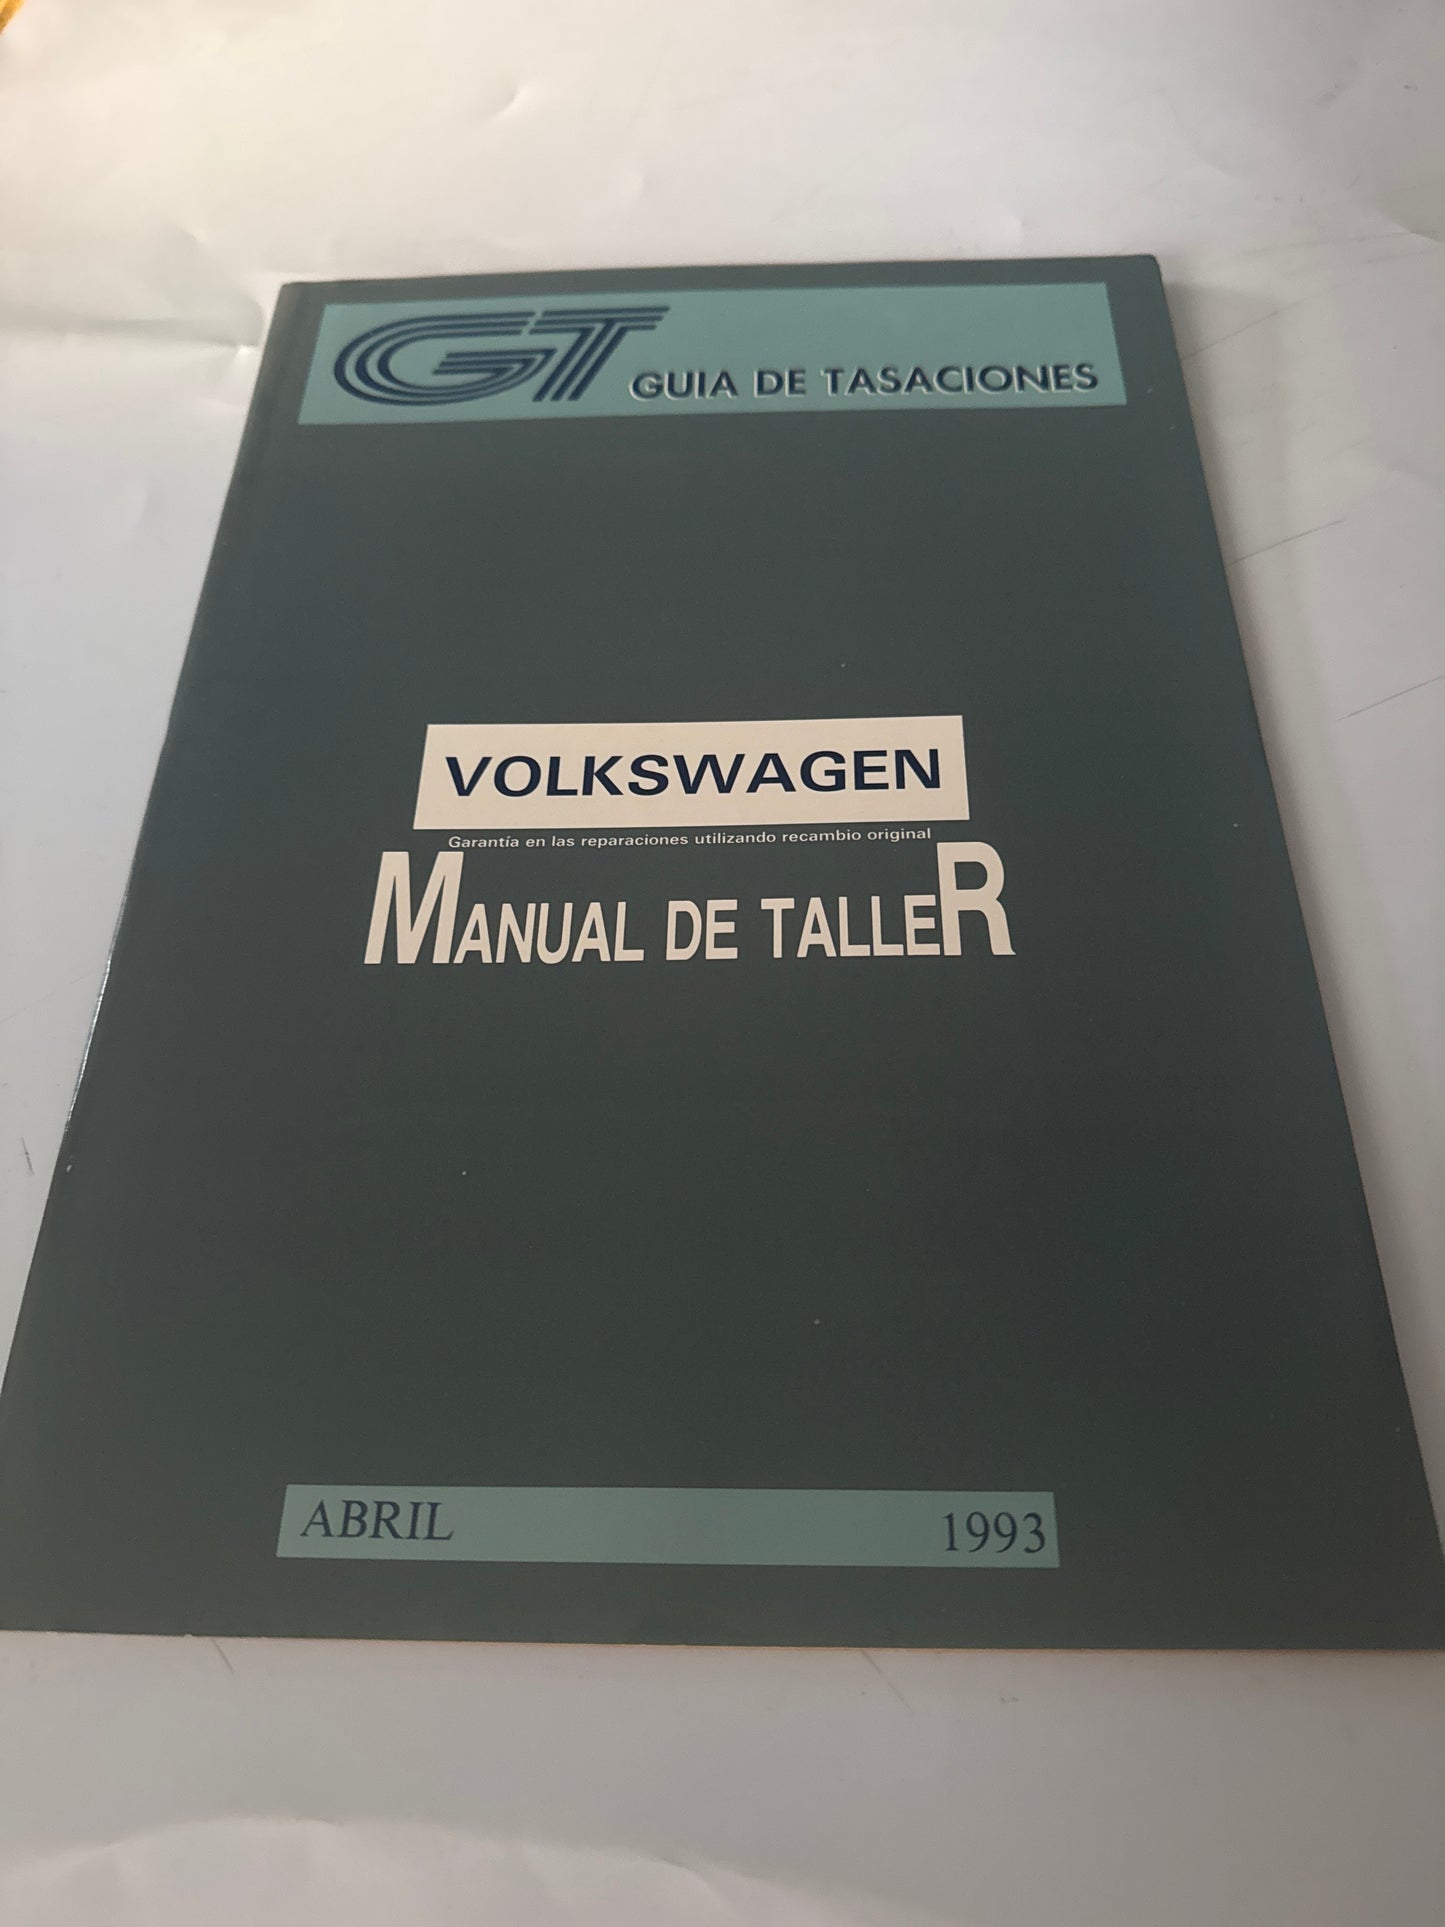 GT GUIA DE TASACIONES
VOLKSWAGEN
Garantía en las reparaciones utilizando recambio original
MANUAL DE TALLER
ABRIL 1993